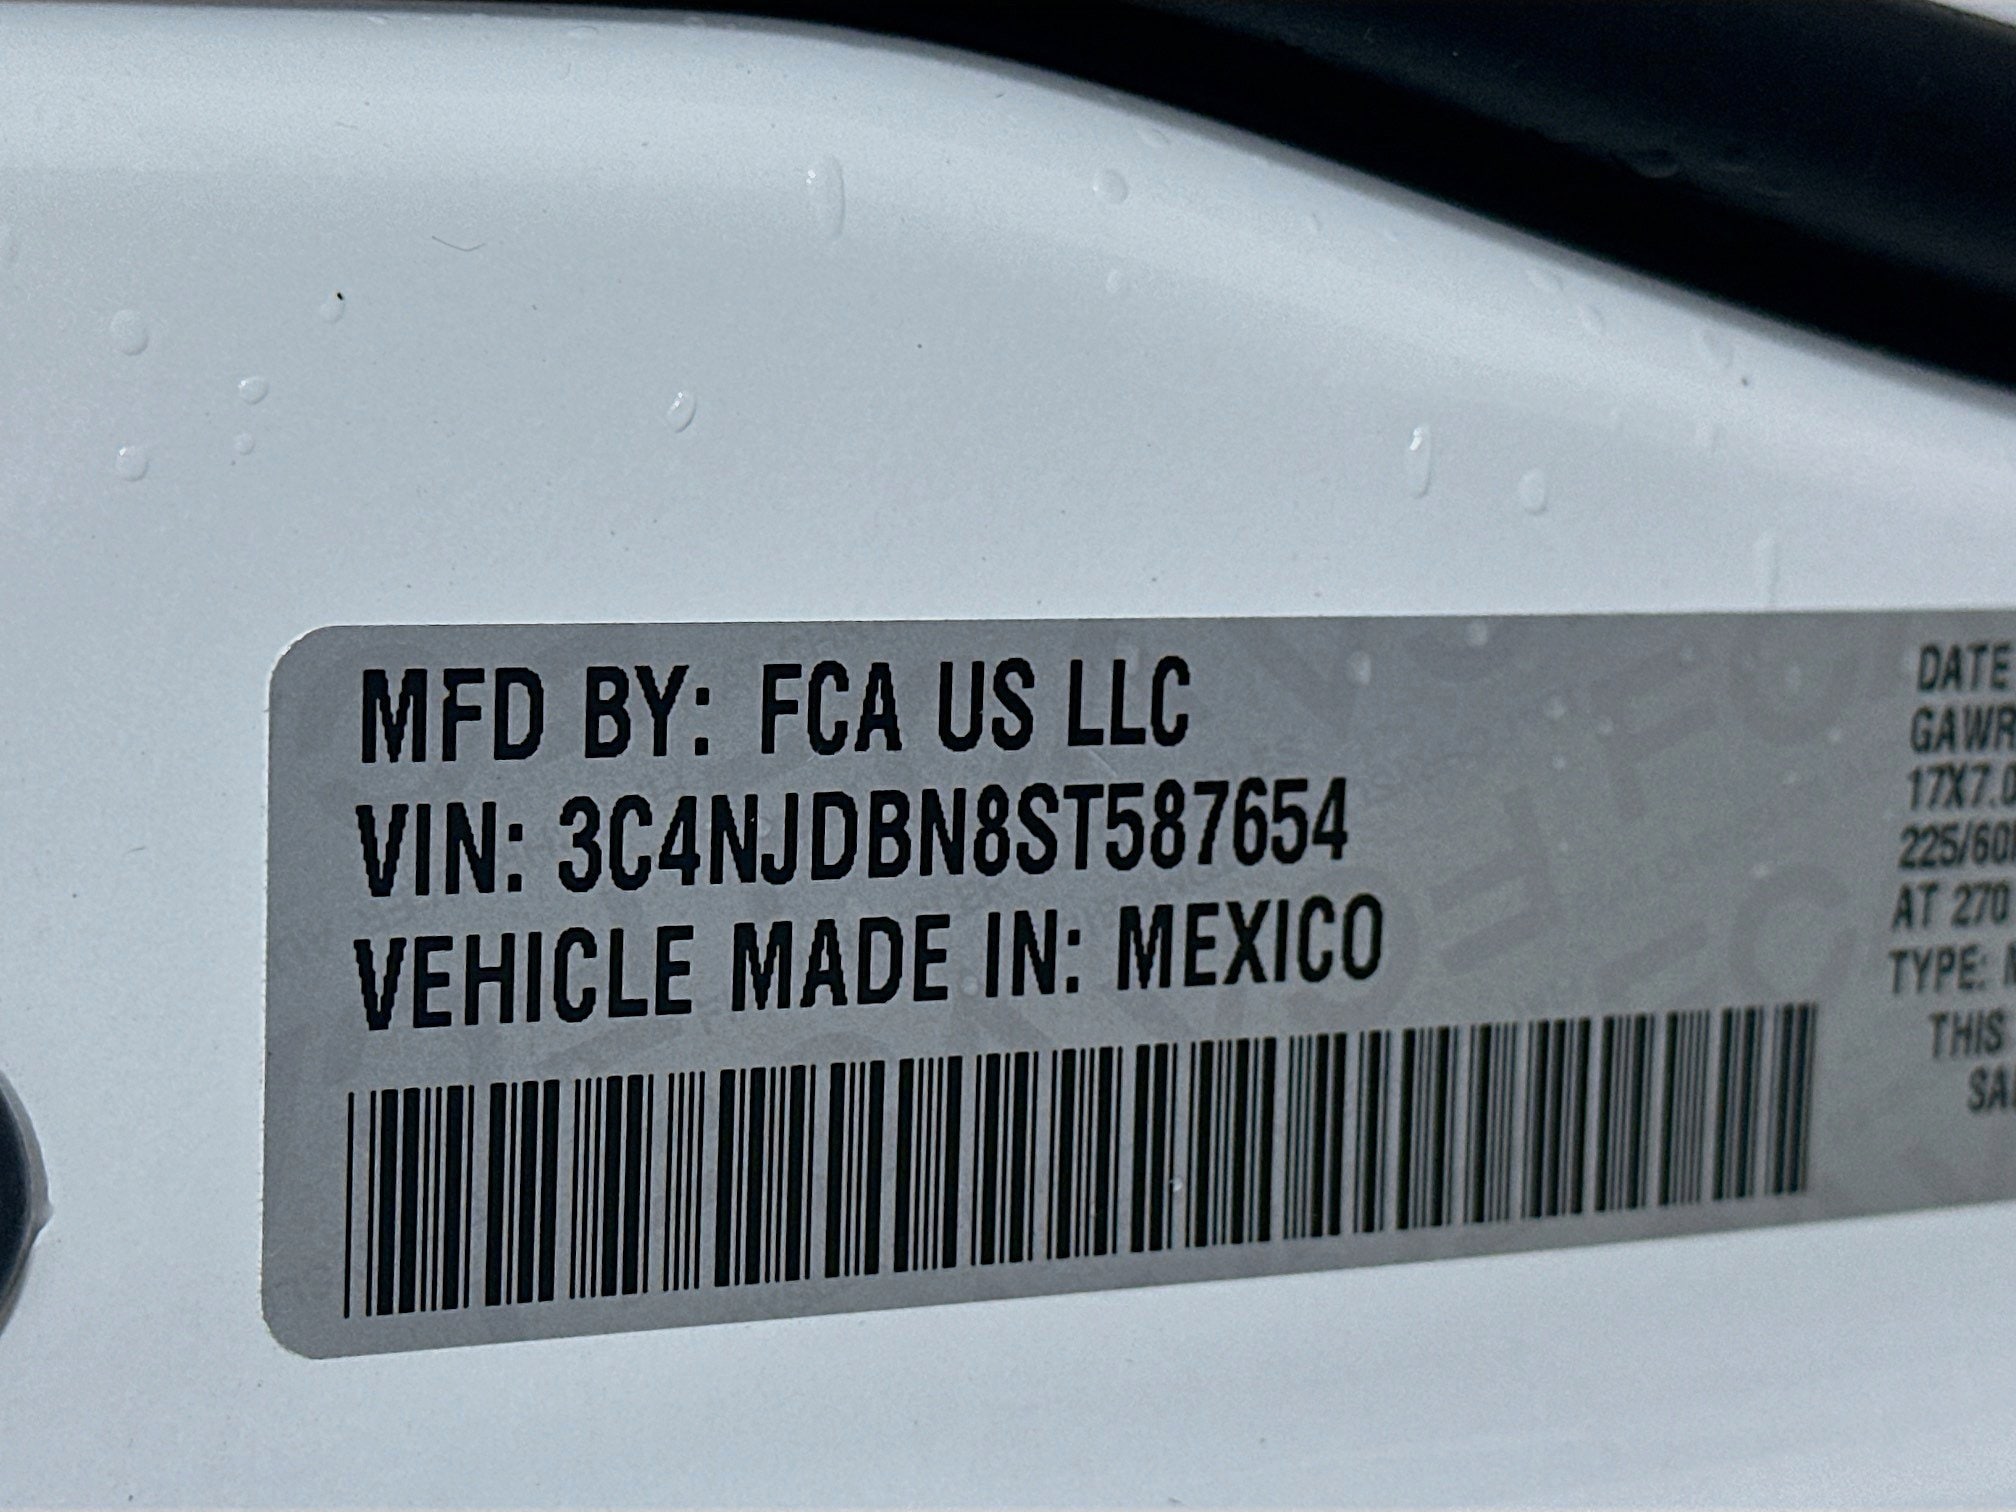 MFD BY: FCA US LLC
VIN: 3C4NJDBN8ST587654
VEHICLE MADE IN: MEXICO
DATE
GAWR
17X7.0
225/60
AT 270
TYPE:
THIS